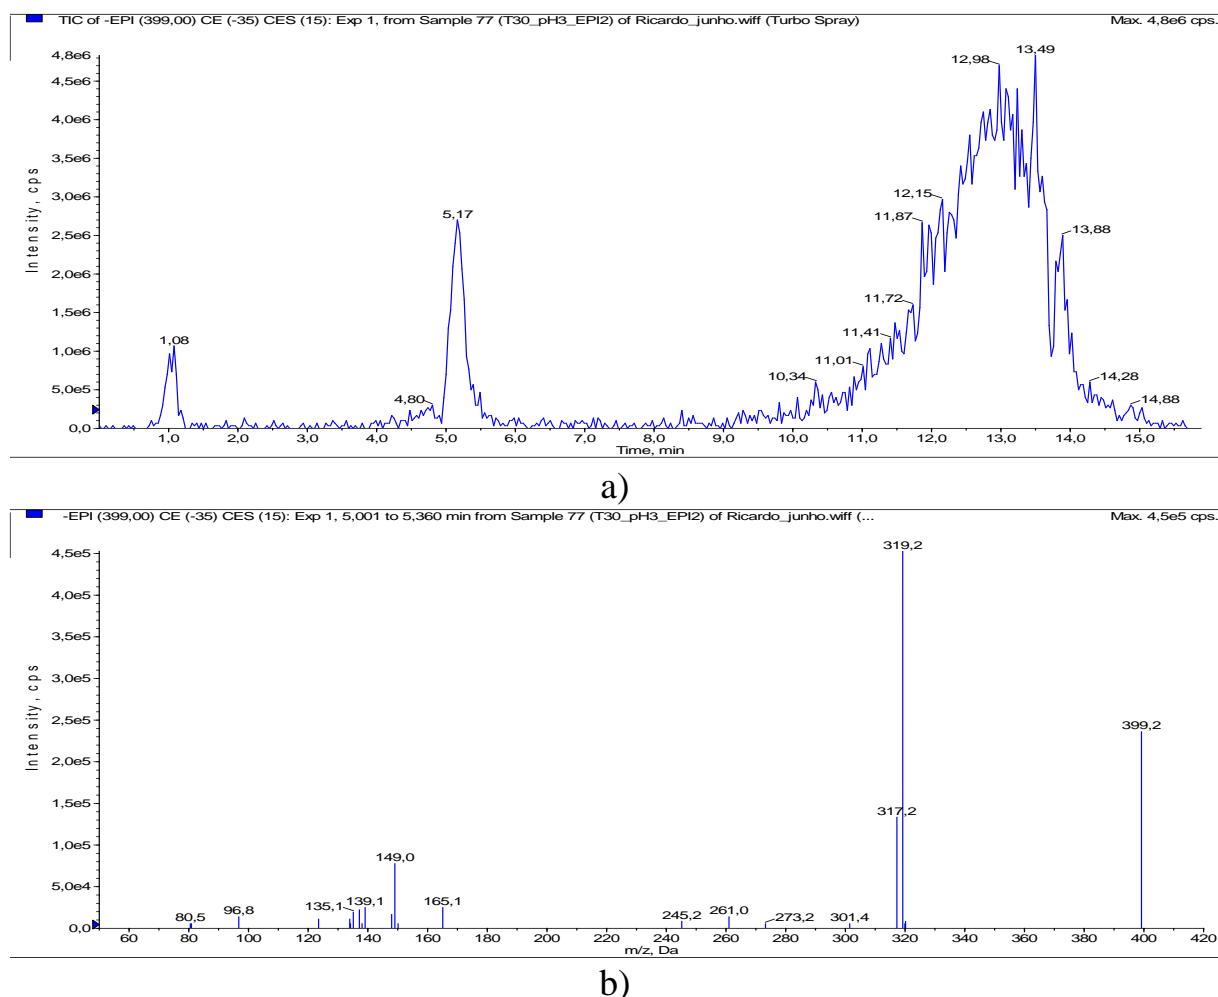 TIC of -EPI (399,00) CE (-35) CES (15): Exp 1, from Sample 77 (T30_pH3_EPI2) of Ricardo_junho.wiff (Turbo Spray) Max. 4,8e6 cps.
Intensity, cps
4,8e6
4,5e6
4,0e6
3,5e6
3,0e6
2,5e6
2,0e6
1,5e6
1,0e6
5,0e5
0,0
1,08
4,80
5,17
10,34
11,01
11,41
11,72
11,87
12,15
12,98
13,49
13,88
14,28
14,88
1,0 2,0 3,0 4,0 5,0 6,0 7,0 8,0 9,0 10,0 11,0 12,0 13,0 14,0 15,0
Time, min
a)
-EPI (399,00) CE (-35) CES (15): Exp 1, 5,001 to 5,360 min from Sample 77 (T30_pH3_EPI2) of Ricardo_junho.wiff (... Max. 4,5e5 cps.
Intensity, cps
4,5e5
4,0e5
3,5e5
3,0e5
2,5e5
2,0e5
1,5e5
1,0e5
5,0e4
0,0
80,5
96,8
135,1
139,1
149,0
165,1
245,2
261,0
273,2
301,4
317,2
319,2
399,2
60 80 100 120 140 160 180 200 220 240 260 280 300 320 340 360 380 400 420
m/z, Da
b)